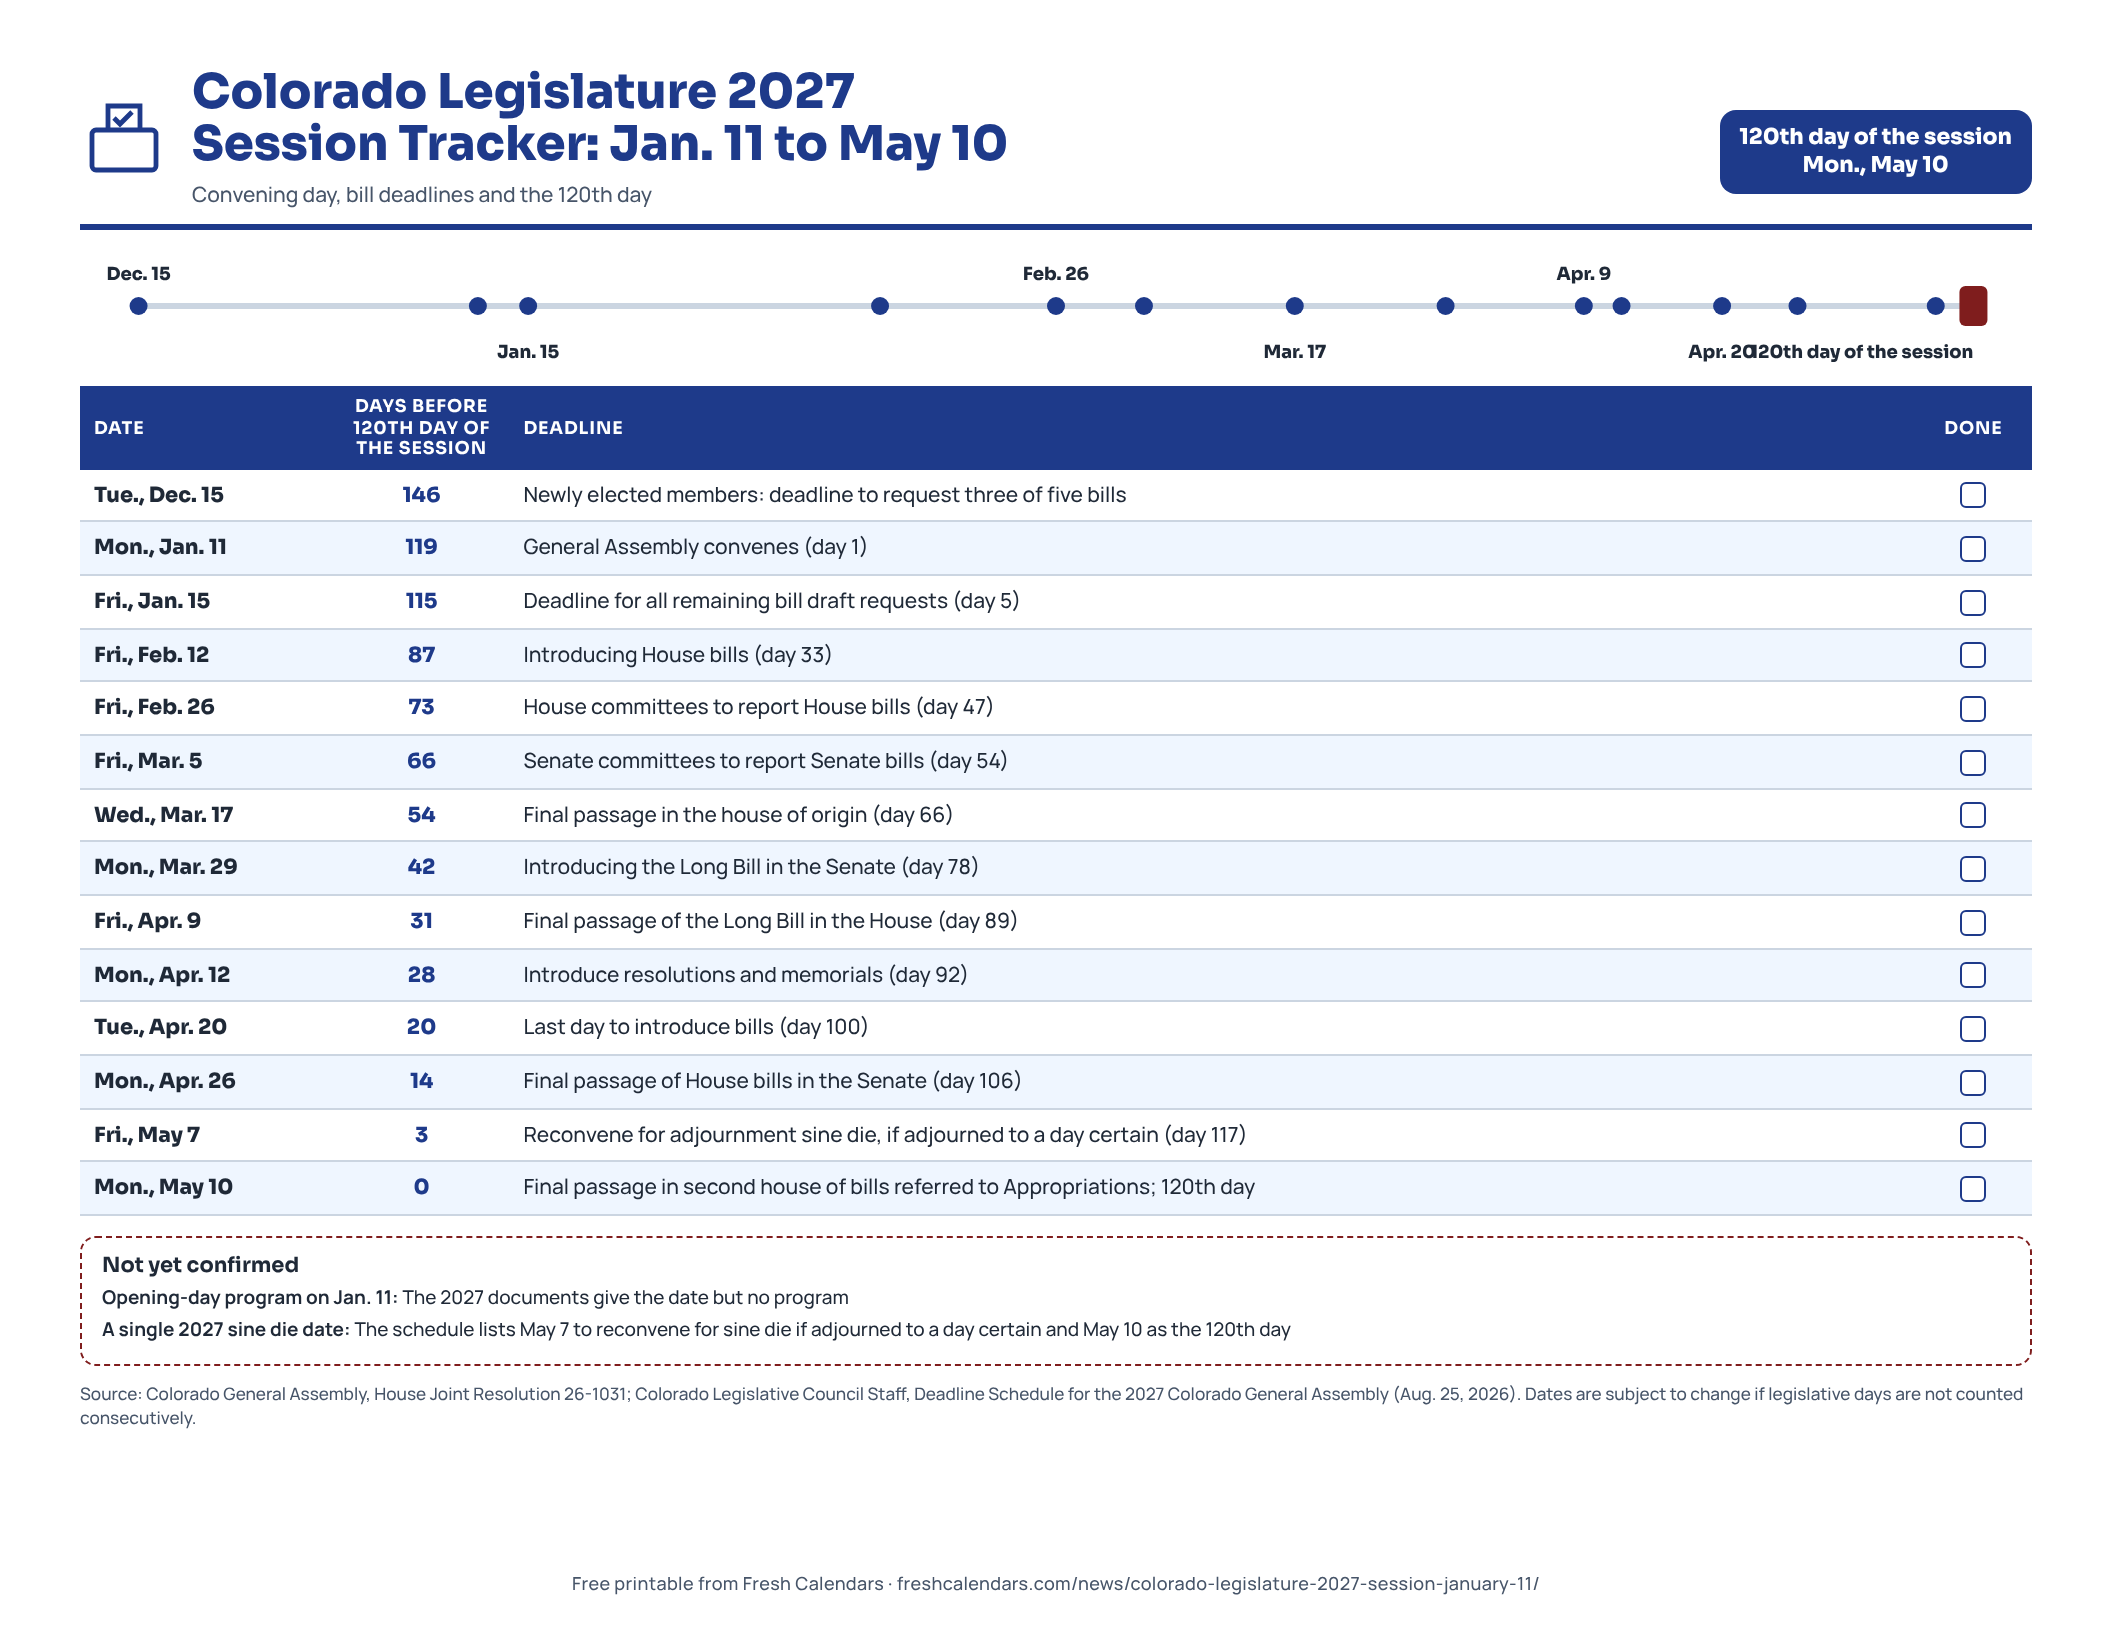 Colorado Legislature 2027
Session Tracker: Jan. 11 to May 10
Convening day, bill deadlines and the 120th day
120th day of the session
Mon., May 10
Dec. 15
Feb. 26
Apr. 9
Jan. 15
Mar. 17
Apr. 20
120th day of the session
DATE
DAYS BEFORE
120TH DAY OF
THE SESSION
DEADLINE
DONE
Tue., Dec. 15 146 Newly elected members: deadline to request three of five bills
Mon., Jan. 11 119 General Assembly convenes (day 1)
Fri., Jan. 15 115 Deadline for all remaining bill draft requests (day 5)
Fri., Feb. 12 87 Introducing House bills (day 33)
Fri., Feb. 26 73 House committees to report House bills (day 47)
Fri., Mar. 5 66 Senate committees to report Senate bills (day 54)
Wed., Mar. 17 54 Final passage in the house of origin (day 66)
Mon., Mar. 29 42 Introducing the Long Bill in the Senate (day 78)
Fri., Apr. 9 31 Final passage of the Long Bill in the House (day 89)
Mon., Apr. 12 28 Introduce resolutions and memorials (day 92)
Tue., Apr. 20 20 Last day to introduce bills (day 100)
Mon., Apr. 26 14 Final passage of House bills in the Senate (day 106)
Fri., May 7 3 Reconvene for adjournment sine die, if adjourned to a day certain (day 117)
Mon., May 10 0 Final passage in second house of bills referred to Appropriations; 120th day
Not yet confirmed
Opening-day program on Jan. 11: The 2027 documents give the date but no program
A single 2027 sine die date: The schedule lists May 7 to reconvene for sine die if adjourned to a day certain and May 10 as the 120th day
Source: Colorado General Assembly, House Joint Resolution 26-1031; Colorado Legislative Council Staff, Deadline Schedule for the 2027 Colorado General Assembly (Aug. 25, 2026). Dates are subject to change if legislative days are not counted
consecutively.
Free printable from Fresh Calendars · freshcalendars.com/news/colorado-legislature-2027-session-january-11/